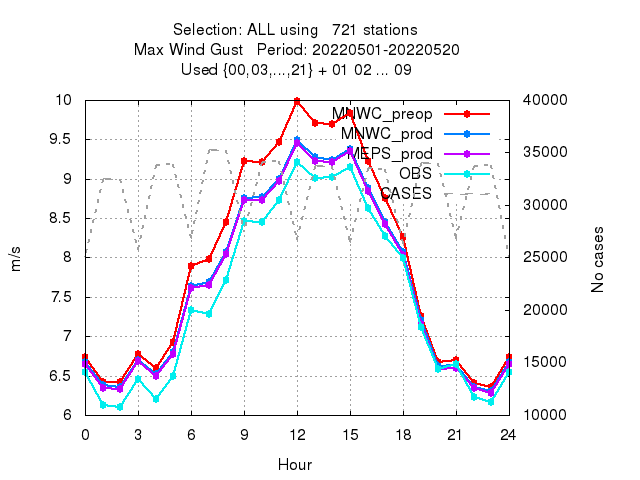 Selection: ALL using   721 stations
Max Wind Gust   Period: 20220501-20220520
Used {00,03,...,21} + 01 02 ... 09
10
9.5
9
8.5
8
7.5
7
6.5
6
m/s
40000
35000
30000
25000
20000
15000
10000
No cases
MNWC_preop
MNWC_prod
MEPS_prod
OBS
CASES
0 3 6 9 12 15 18 21 24
Hour